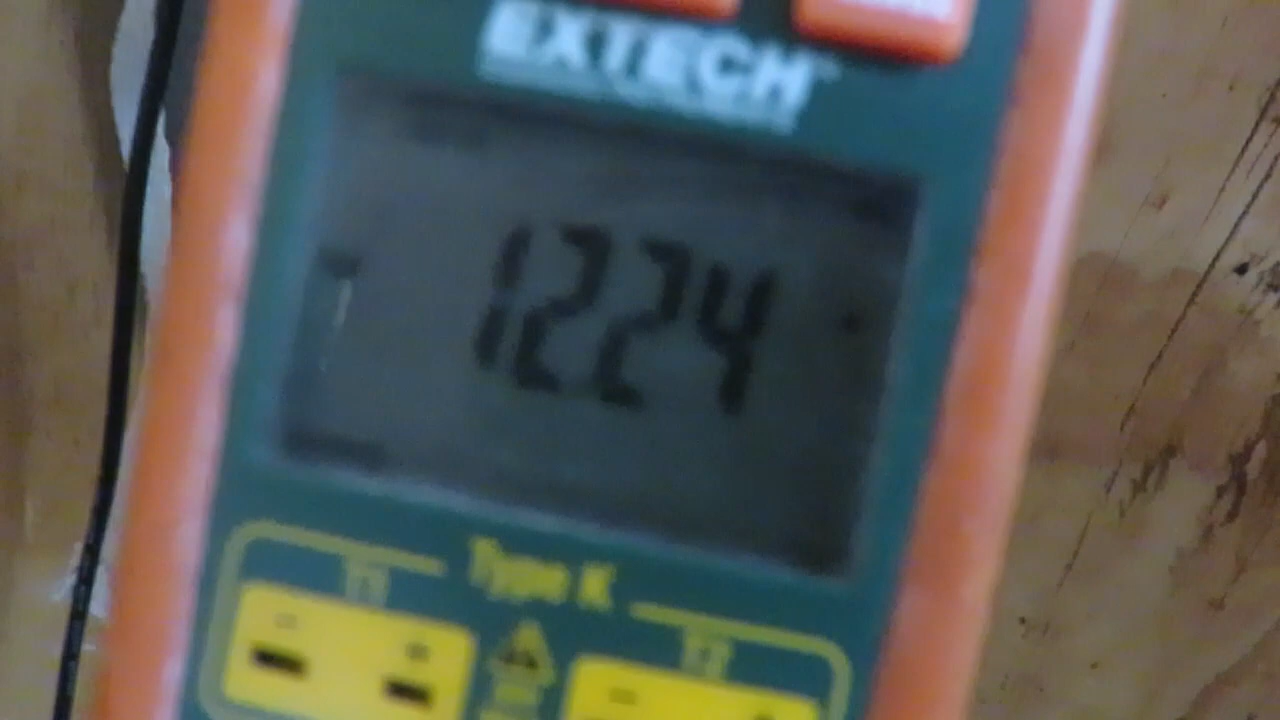 EXTECH
1224
Type K
T1
T2
- +
-